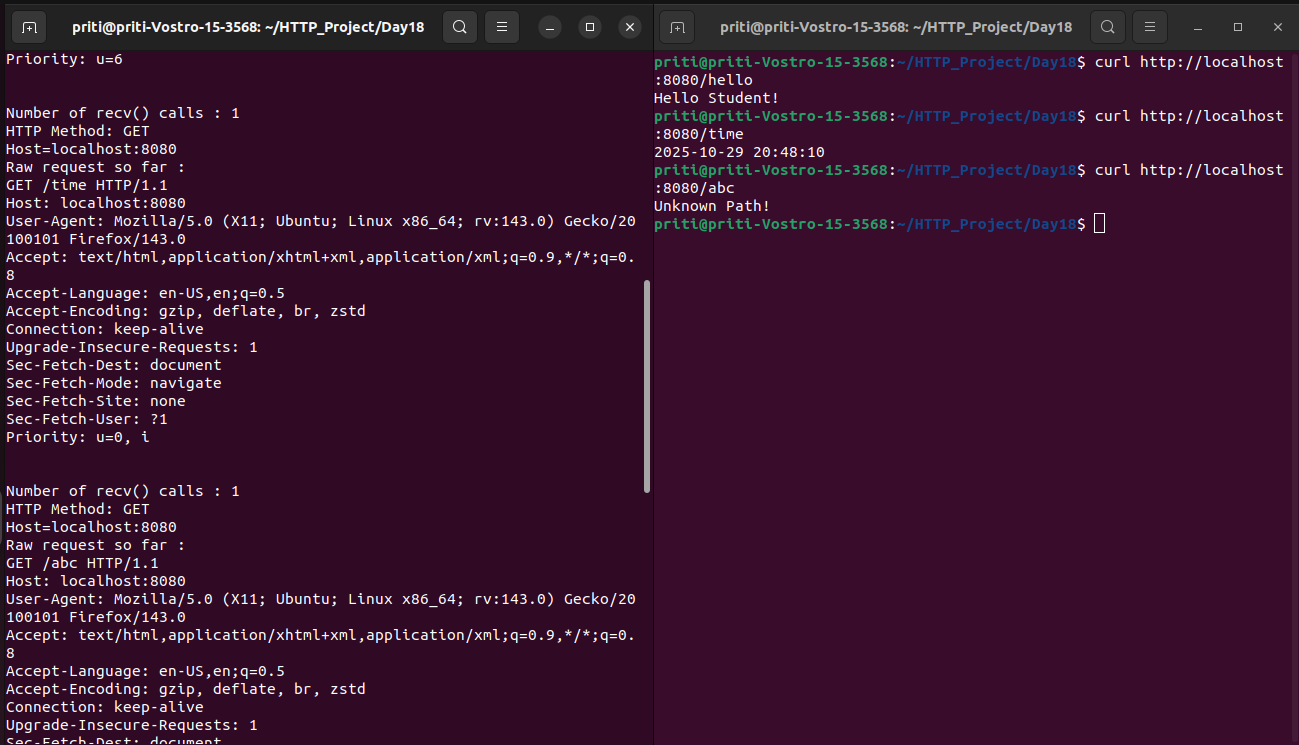 priti@priti-Vostro-15-3568: ~/HTTP_Project/Day18
Priority: u=6
Number of recv() calls : 1
HTTP Method: GET
Host=localhost:8080
Raw request so far :
GET /time HTTP/1.1
Host: localhost:8080
User-Agent: Mozilla/5.0 (X11; Ubuntu; Linux x86_64; rv:143.0) Gecko/20
100101 Firefox/143.0
Accept: text/html,application/xhtml+xml,application/xml;q=0.9,*/*;q=0.
8
Accept-Language: en-US,en;q=0.5
Accept-Encoding: gzip, deflate, br, zstd
Connection: keep-alive
Upgrade-Insecure-Requests: 1
Sec-Fetch-Dest: document
Sec-Fetch-Mode: navigate
Sec-Fetch-Site: none
Sec-Fetch-User: ?1
Priority: u=0, i
Number of recv() calls : 1
HTTP Method: GET
Host=localhost:8080
Raw request so far :
GET /abc HTTP/1.1
Host: localhost:8080
User-Agent: Mozilla/5.0 (X11; Ubuntu; Linux x86_64; rv:143.0) Gecko/20
100101 Firefox/143.0
Accept: text/html,application/xhtml+xml,application/xml;q=0.9,*/*;q=0.
8
Accept-Language: en-US,en;q=0.5
Accept-Encoding: gzip, deflate, br, zstd
Connection: keep-alive
Upgrade-Insecure-Requests: 1
Sec-Fetch-Dest: document
priti@priti-Vostro-15-3568: ~/HTTP_Project/Day18
priti@priti-Vostro-15-3568:~/HTTP_Project/Day18$ curl http://localhost
:8080/hello
Hello Student!
priti@priti-Vostro-15-3568:~/HTTP_Project/Day18$ curl http://localhost
:8080/time
2025-10-29 20:48:10
priti@priti-Vostro-15-3568:~/HTTP_Project/Day18$ curl http://localhost
:8080/abc
Unknown Path!
priti@priti-Vostro-15-3568:~/HTTP_Project/Day18$